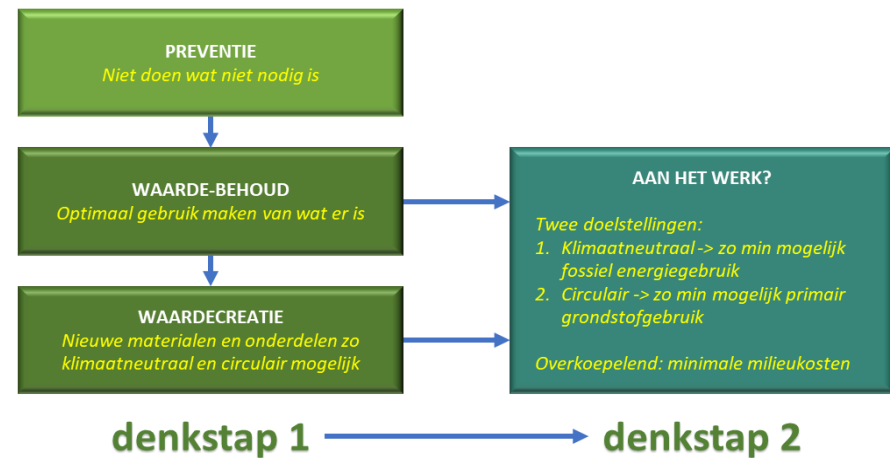 PREVENTIE
Niet doen wat niet nodig is
WAARDE-BEHOUD
Optimaal gebruik maken van wat er is
WAARDECREATIE
Nieuwe materialen en onderdelen zo
klimaatneutraal en circulair mogelijk
AAN HET WERK?
Twee doelstellingen:
1. Klimaatneutraal -> zo min mogelijk
fossiel energiegebruik
2. Circulair -> zo min mogelijk primair
grondstofgebruik
Overkoepelend: minimale milieukosten
denkstap 1
denkstap 2